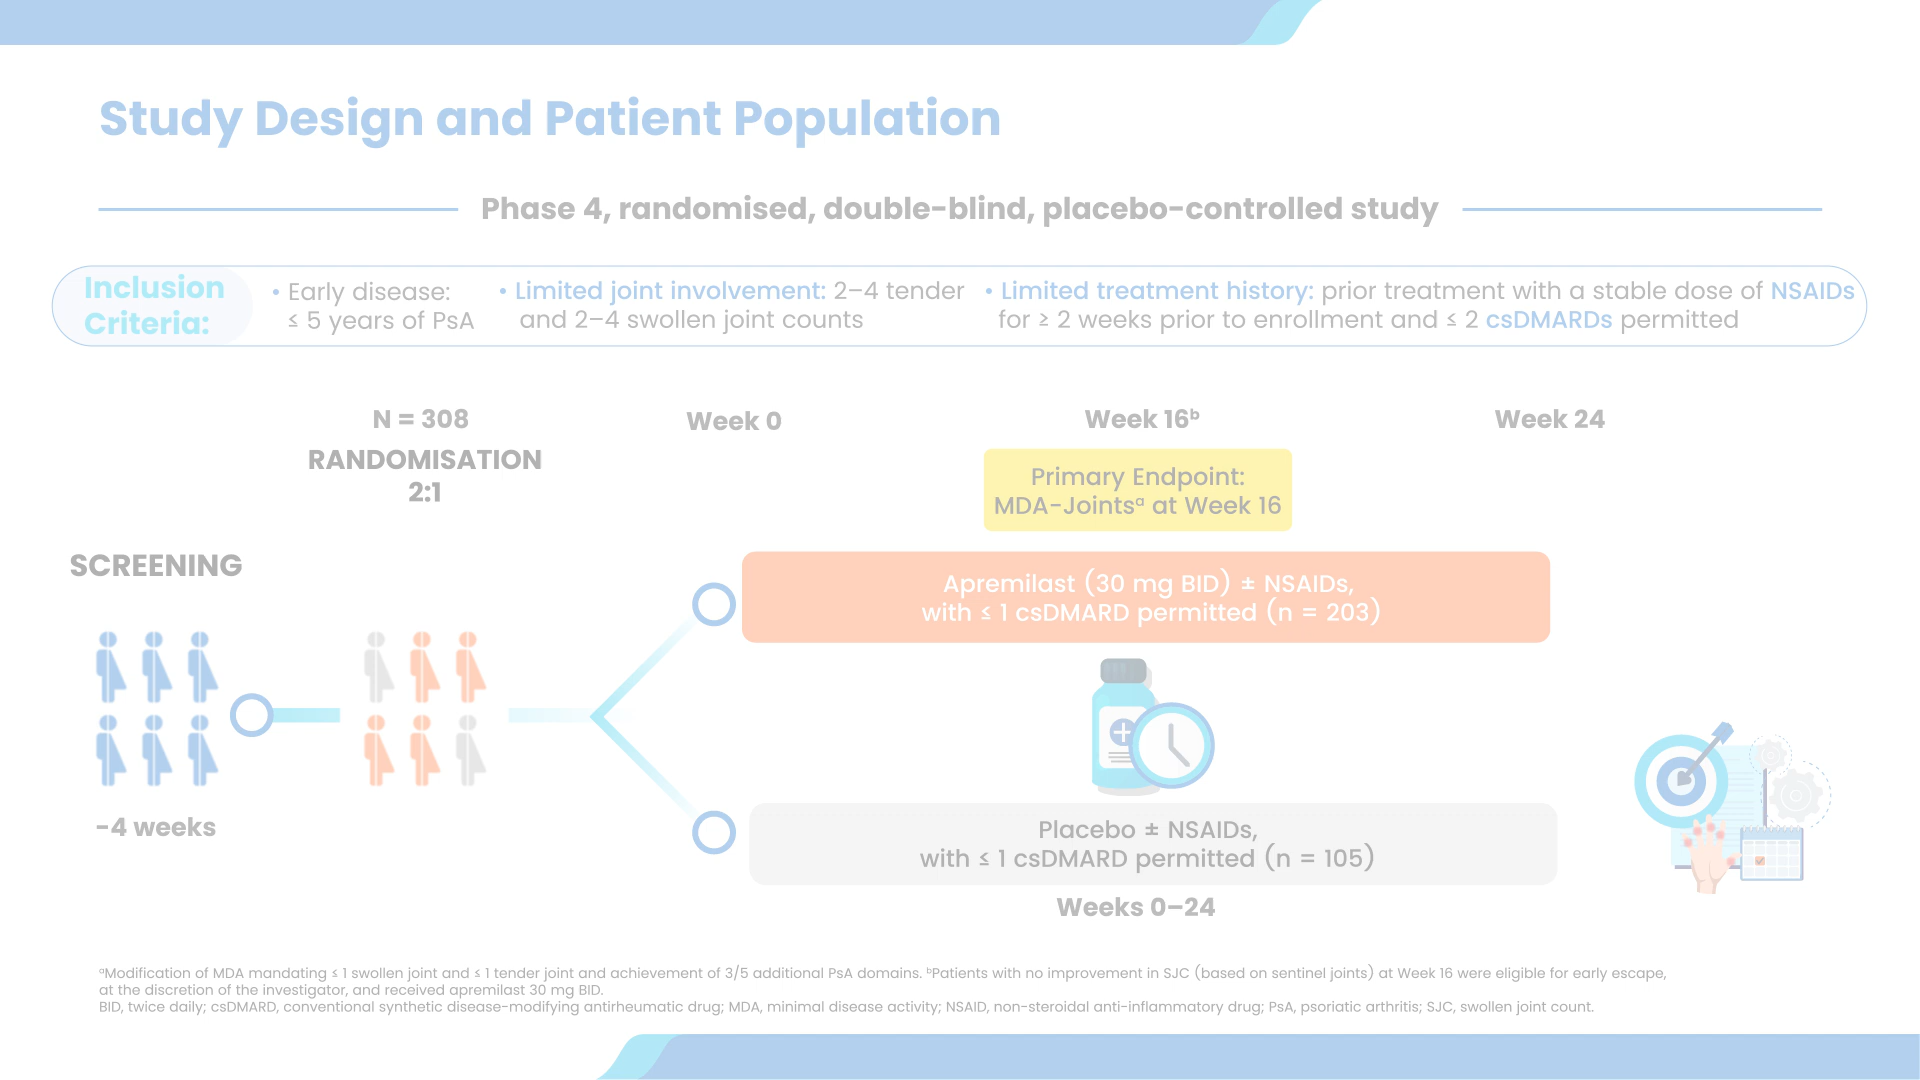 Study Design and Patient Population
Phase 4, randomised, double-blind, placebo-controlled study
Inclusion
Criteria:
• Early disease:
≤ 5 years of PsA
• Limited joint involvement: 2–4 tender
and 2–4 swollen joint counts
• Limited treatment history: prior treatment with a stable dose of NSAIDs
for ≥ 2 weeks prior to enrollment and ≤ 2 csDMARDs permitted
N = 308
RANDOMISATION
2:1
Week 0
Week 16ᵇ
Week 24
Primary Endpoint:
MDA-Jointsᵃ at Week 16
SCREENING
Apremilast (30 mg BID) ± NSAIDs,
with ≤ 1 csDMARD permitted (n = 203)
-4 weeks
Placebo ± NSAIDs,
with ≤ 1 csDMARD permitted (n = 105)
Weeks 0–24
ᵃModification of MDA mandating ≤ 1 swollen joint and ≤ 1 tender joint and achievement of 3/5 additional PsA domains. ᵇPatients with no improvement in SJC (based on sentinel joints) at Week 16 were eligible for early escape,
at the discretion of the investigator, and received apremilast 30 mg BID.
BID, twice daily; csDMARD, conventional synthetic disease-modifying antirheumatic drug; MDA, minimal disease activity; NSAID, non-steroidal anti-inflammatory drug; PsA, psoriatic arthritis; SJC, swollen joint count.